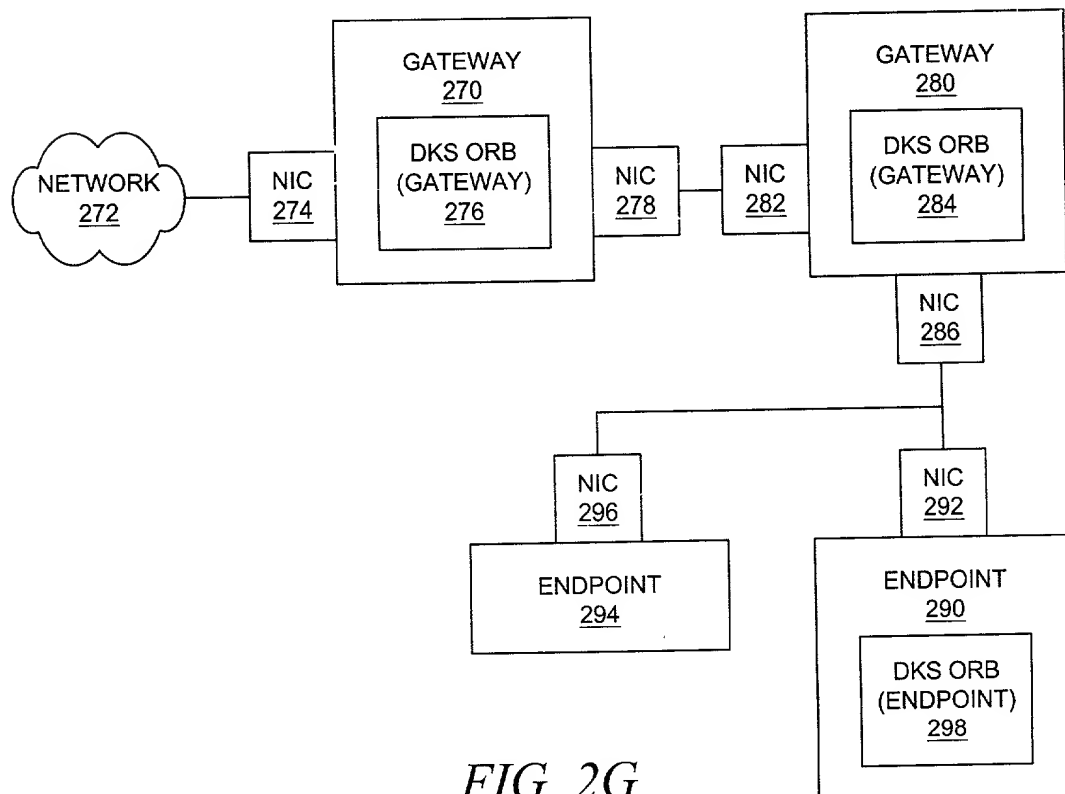 GATEWAY
270
DKS ORB
(GATEWAY)
276
NETWORK
272
NIC
274
NIC
278
NIC
282
GATEWAY
280
DKS ORB
(GATEWAY)
284
NIC
286
NIC
296
ENDPOINT
294
NIC
292
ENDPOINT
290
DKS ORB
(ENDPOINT)
298
FIG 2G